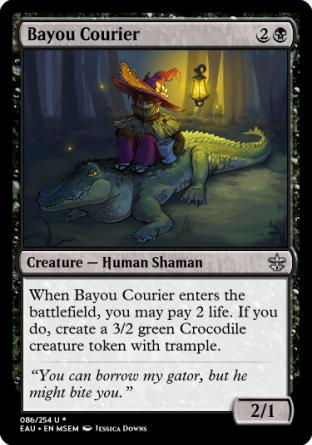 Bayou Courier 2
Creature — Human Shaman
When Bayou Courier enters the
battlefield, you may pay 2 life. If you
do, create a 3/2 green Crocodile
creature token with trample.
“You can borrow my gator, but he
might bite you.”
2/1
086/254 U *
EAU • EN MSEM Jessica Downs